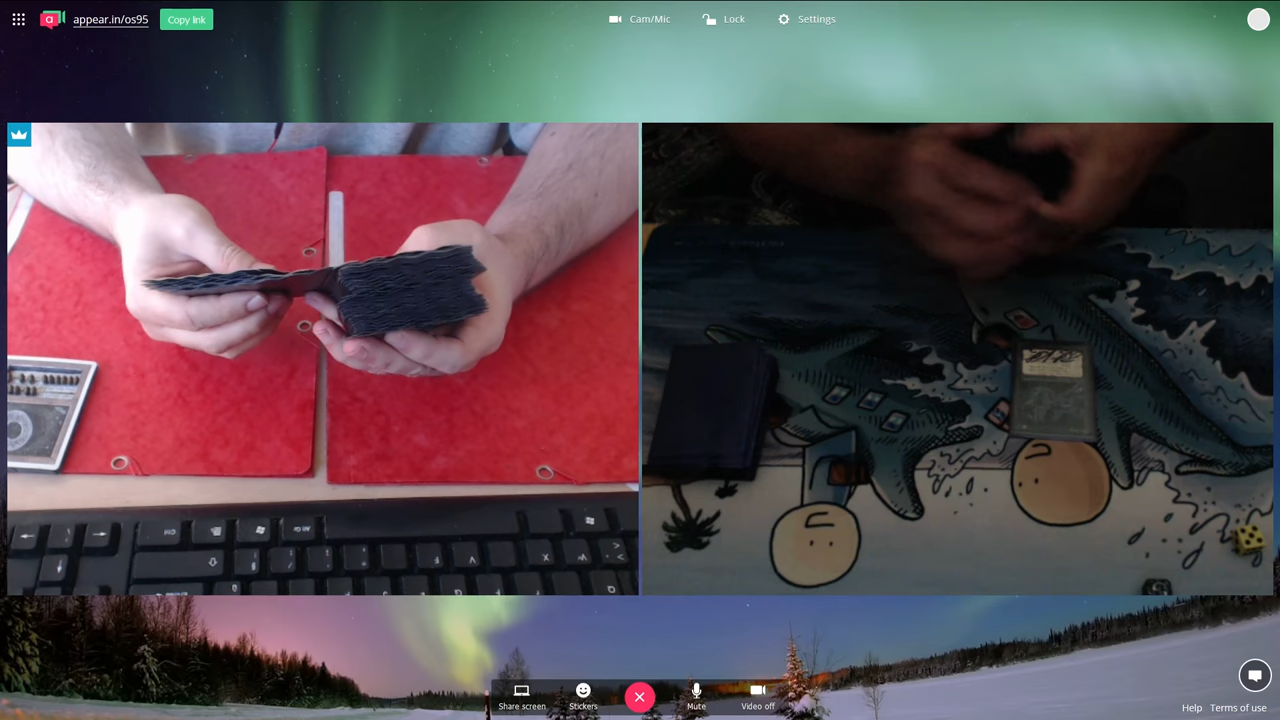 appear.in/os95
Copy link
Cam/Mic
Lock
Settings
Share screen
Stickers
Mute
Video off
Help
Terms of use